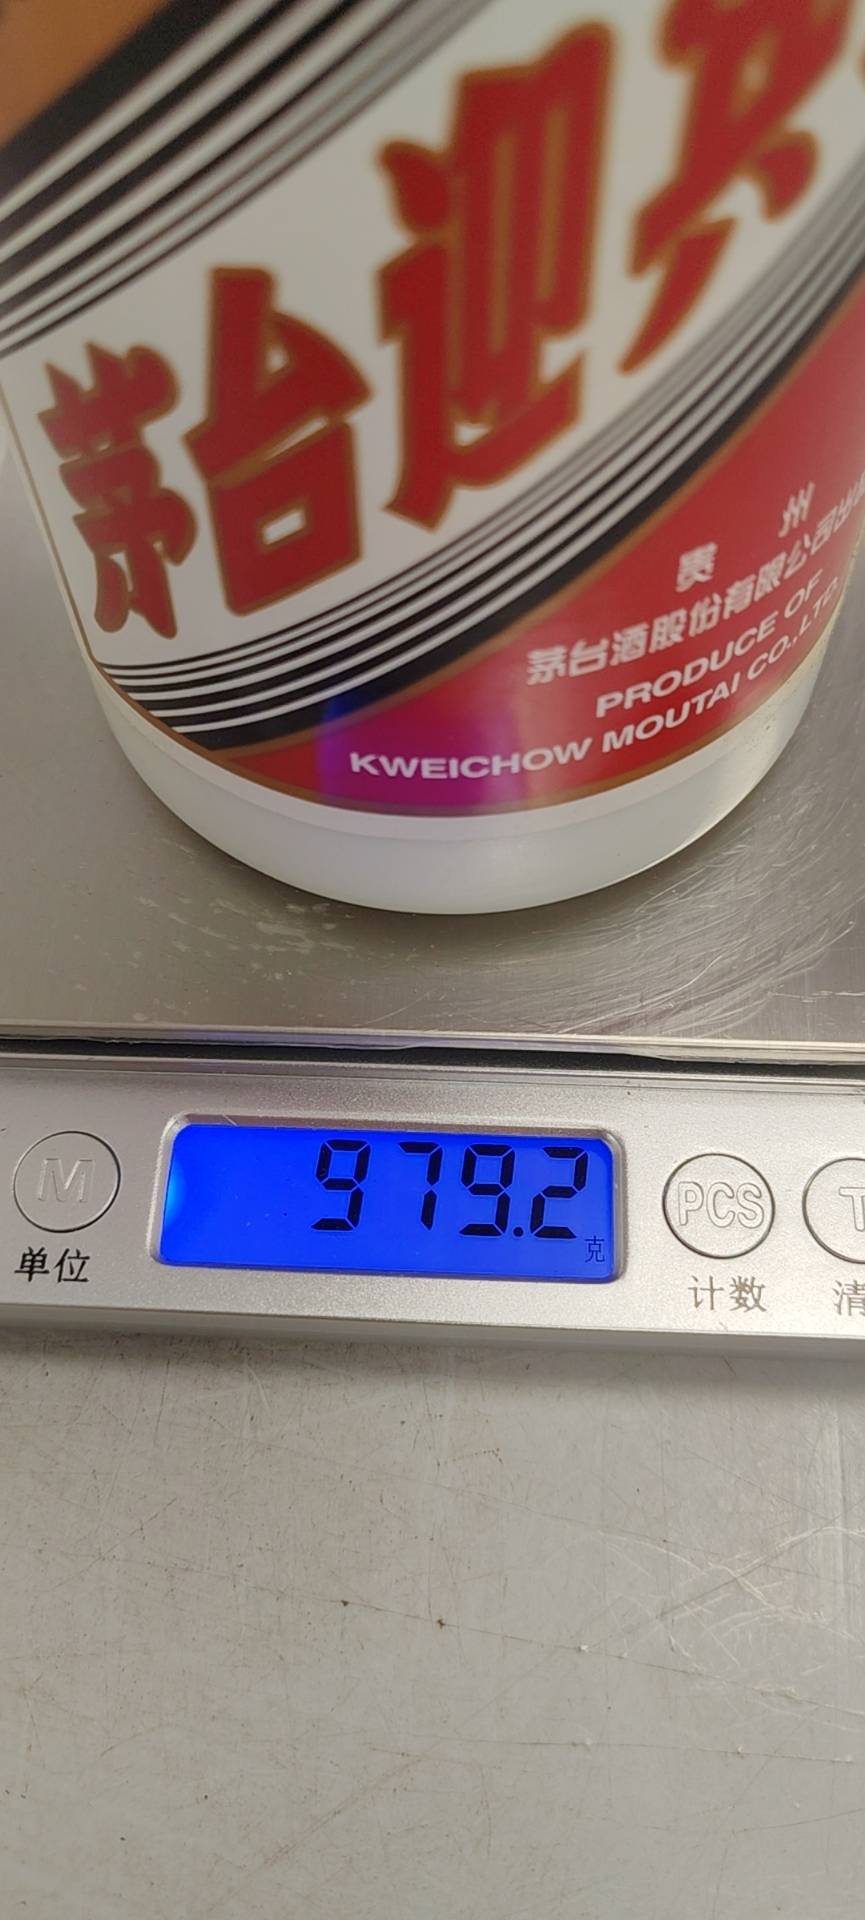 茅台迎宾
贵州
茅台酒股份有限公司出
PRODUCE OF
KWEICHOW MOUTAI CO.,LTD.
979.2
克
M
PCS
T
单位
计数
清